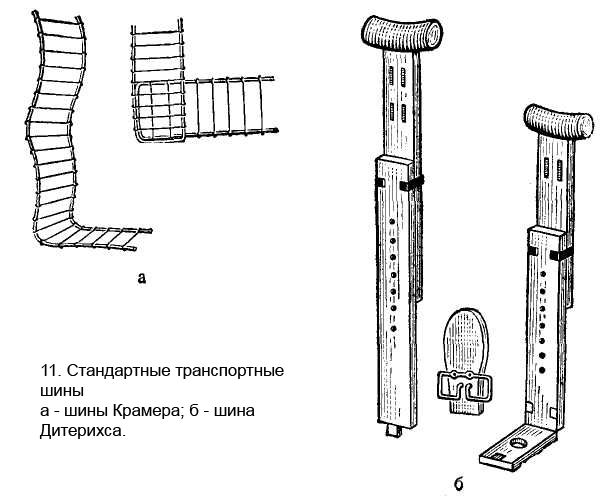 а
11. Стандартные транспортные
шины
а - шины Крамера; б - шина
Дитерихса.
б